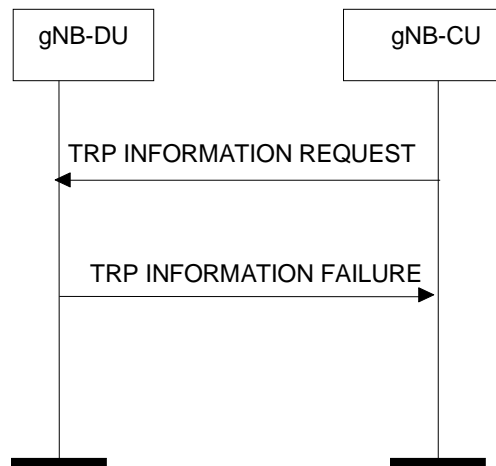 gNB-DU
gNB-CU
TRP INFORMATION REQUEST
TRP INFORMATION FAILURE